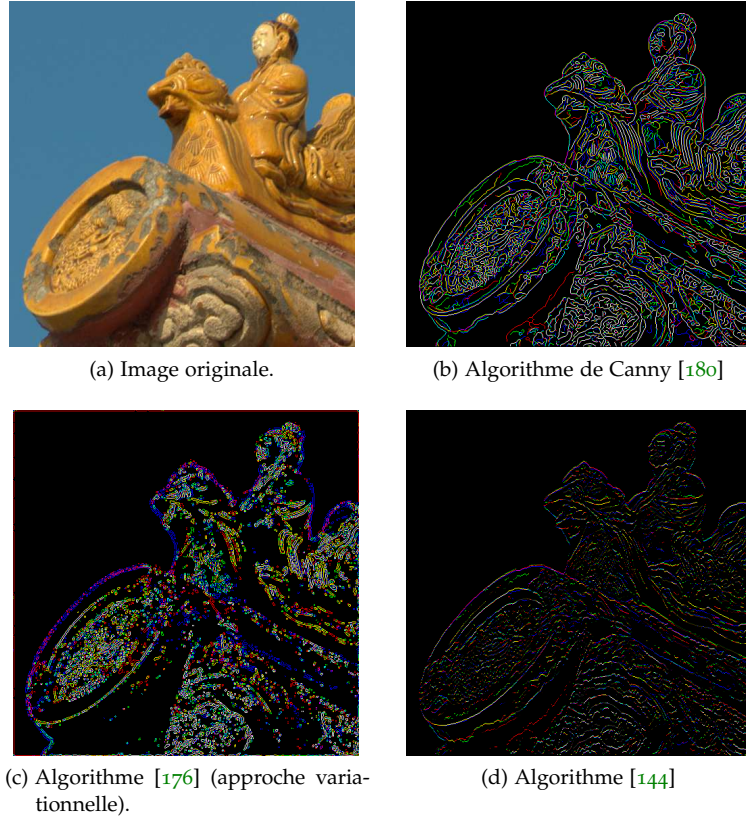 (a) Image originale.
(b) Algorithme de Canny [180]
(c) Algorithme [176] (approche varia-
tionnelle).
(d) Algorithme [144]